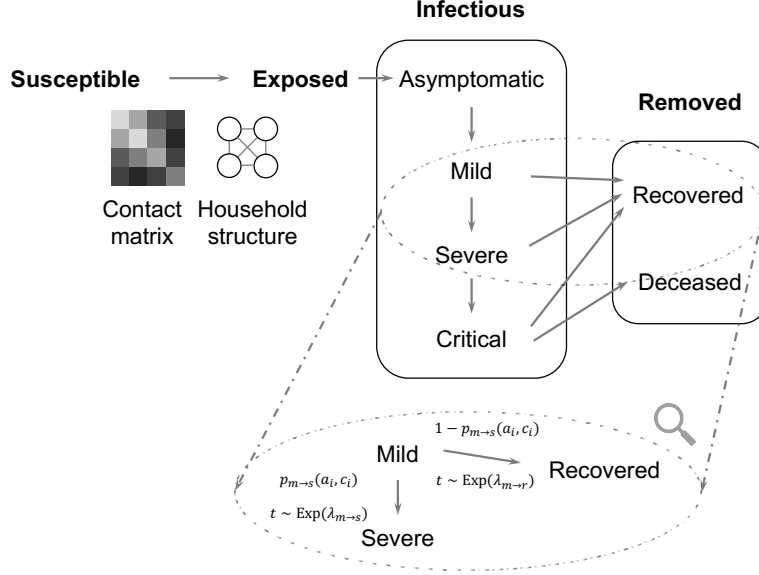 Infectious
Susceptible
Exposed
Asymptomatic
Removed
Mild
Recovered
Contact
matrix
Household
structure
Severe
Deceased
Critical
1 − p_{m→s}(a_i, c_i)
Mild
Recovered
p_{m→s}(a_i, c_i)
t ~ Exp(λ_{m→r})
t ~ Exp(λ_{m→s})
Severe